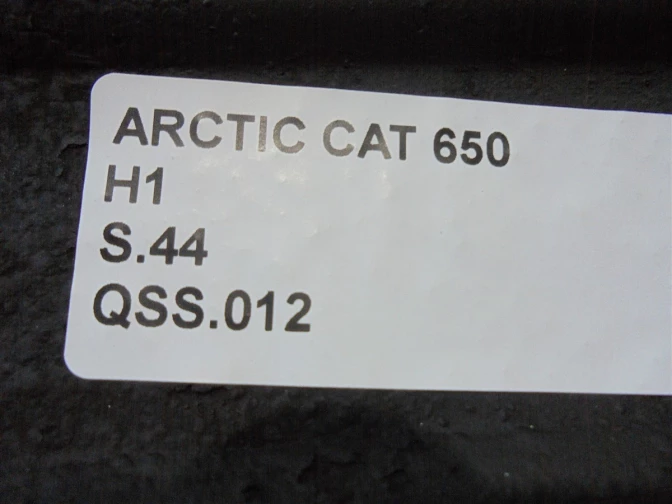 ARCTIC CAT 650
H1
S.44
QSS.012